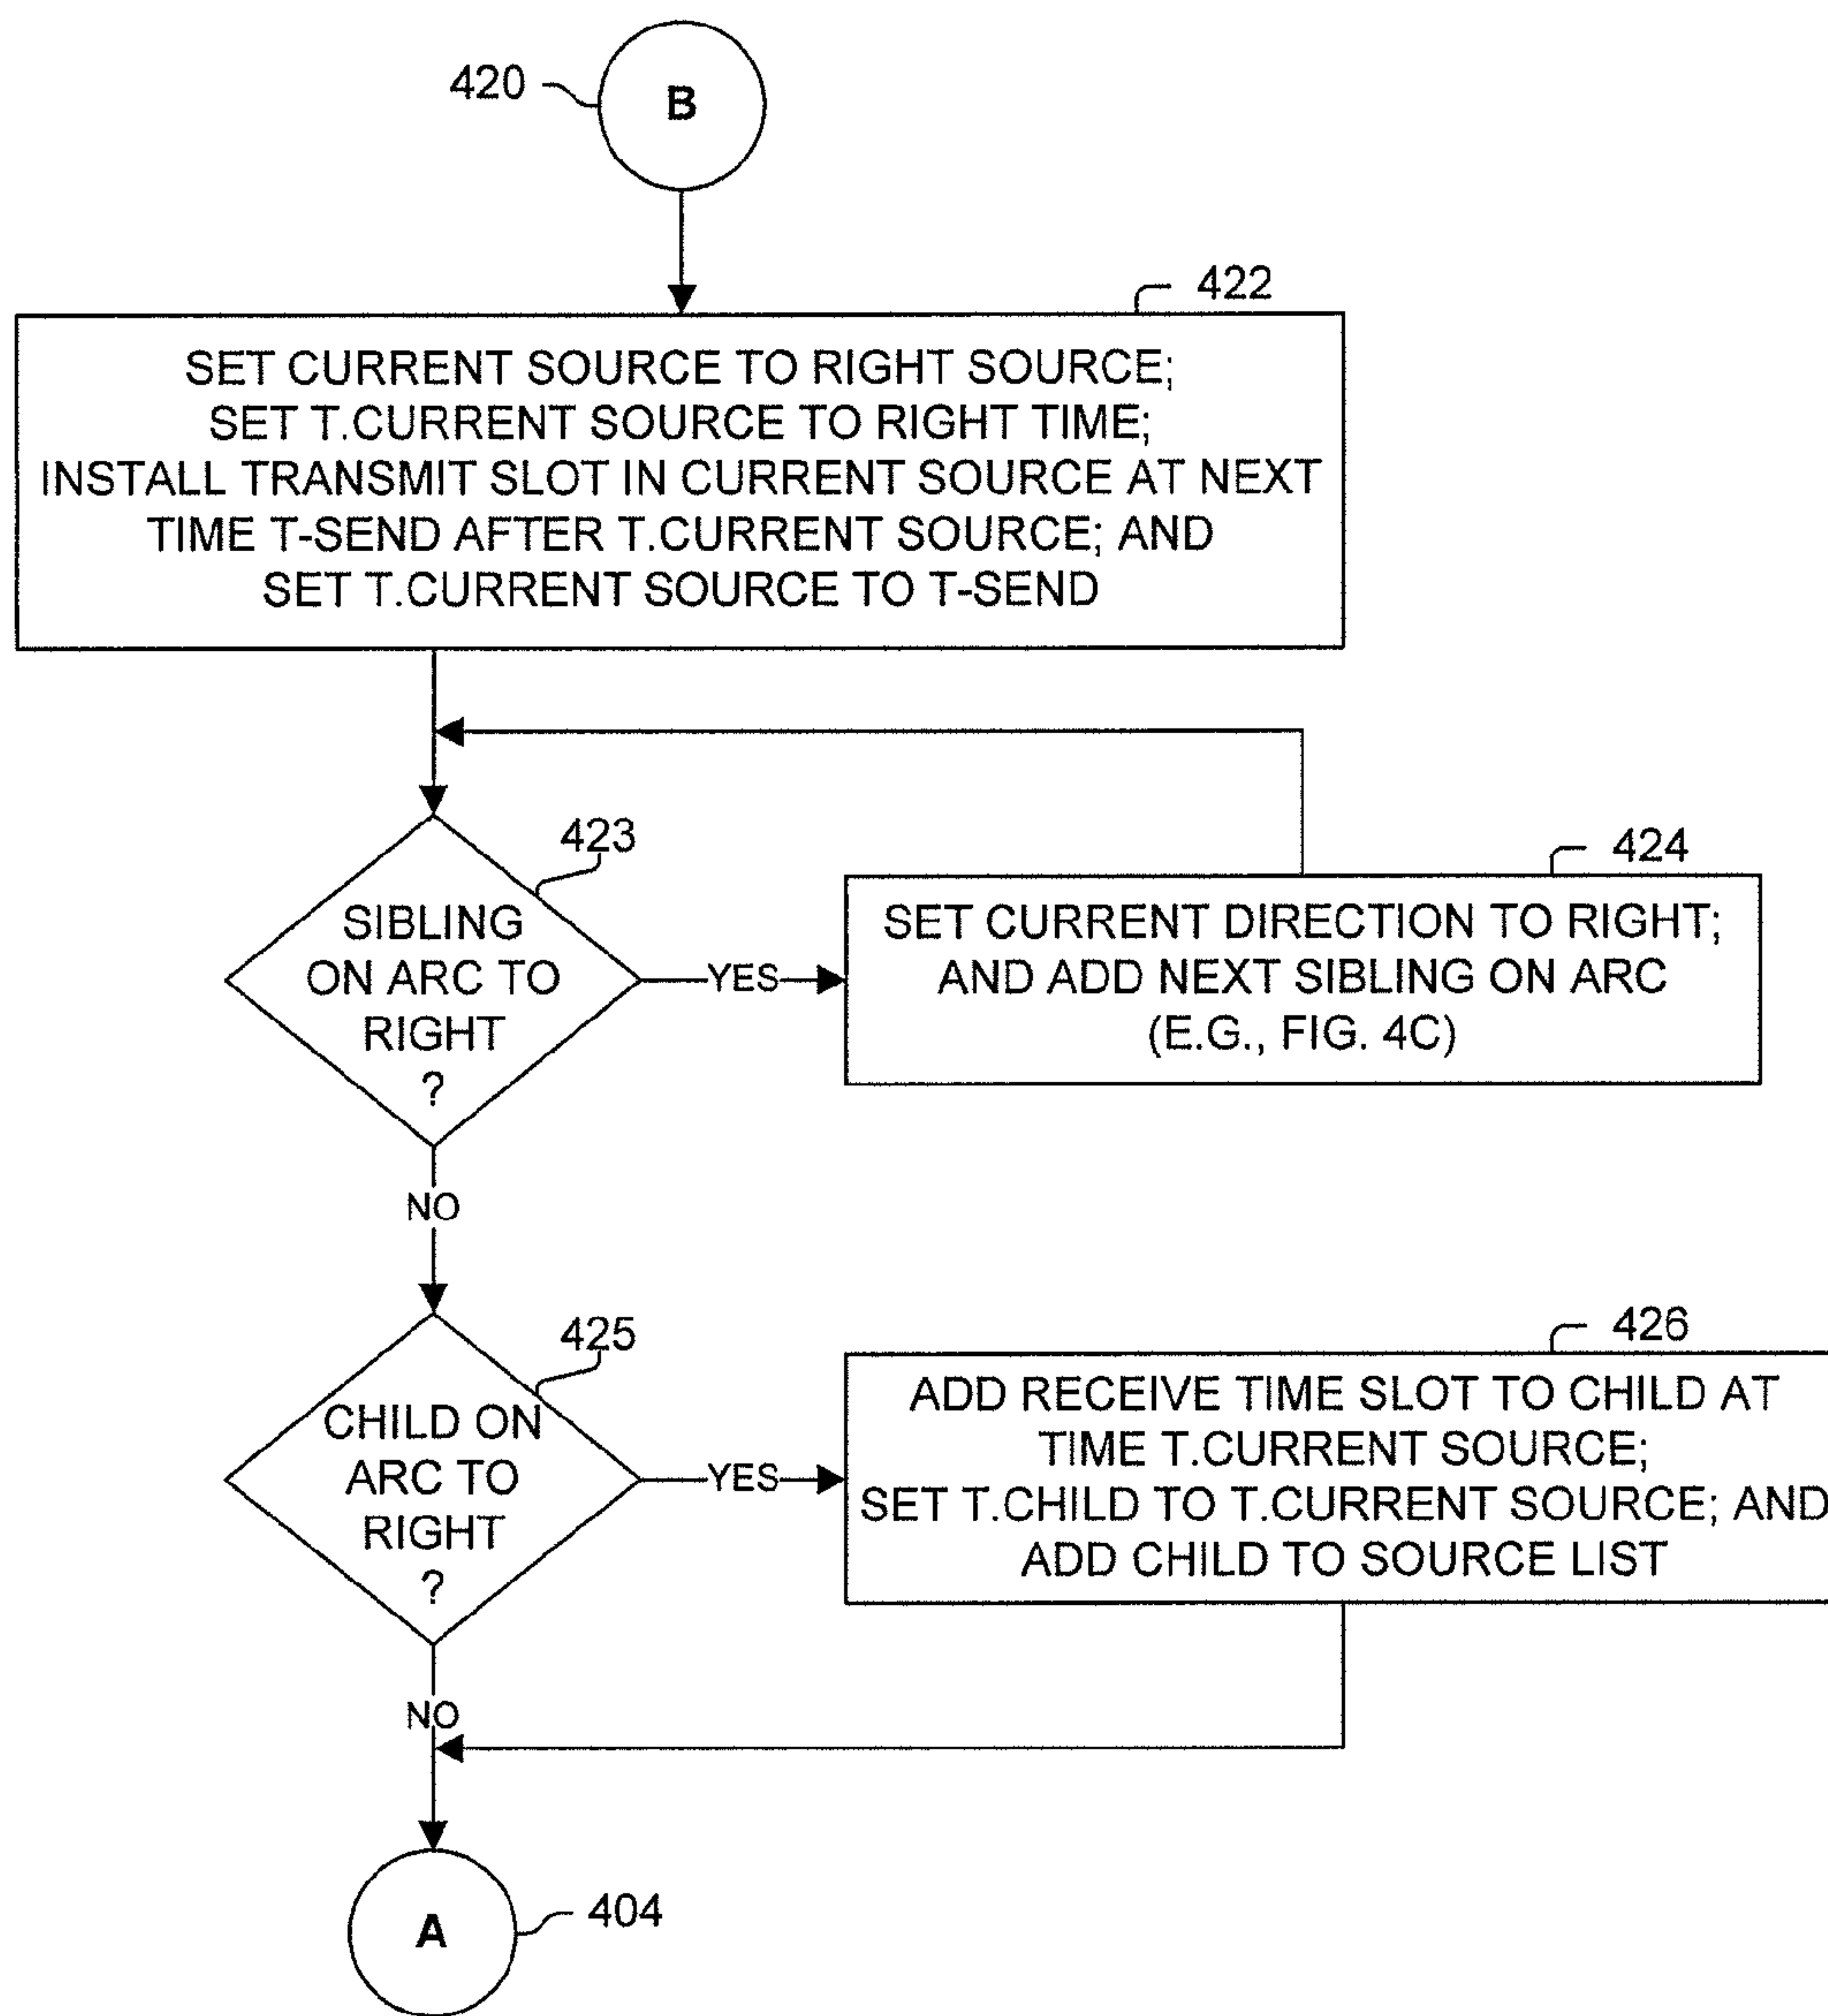 420
B
422
SET CURRENT SOURCE TO RIGHT SOURCE;
SET T.CURRENT SOURCE TO RIGHT TIME;
INSTALL TRANSMIT SLOT IN CURRENT SOURCE AT NEXT
TIME T-SEND AFTER T.CURRENT SOURCE; AND
SET T.CURRENT SOURCE TO T-SEND
423
SIBLING
ON ARC TO
RIGHT
?
YES
424
SET CURRENT DIRECTION TO RIGHT;
AND ADD NEXT SIBLING ON ARC
(E.G., FIG. 4C)
NO
425
CHILD ON
ARC TO
RIGHT
?
YES
426
ADD RECEIVE TIME SLOT TO CHILD AT
TIME T.CURRENT SOURCE;
SET T.CHILD TO T.CURRENT SOURCE; AND
ADD CHILD TO SOURCE LIST
NO
A
404